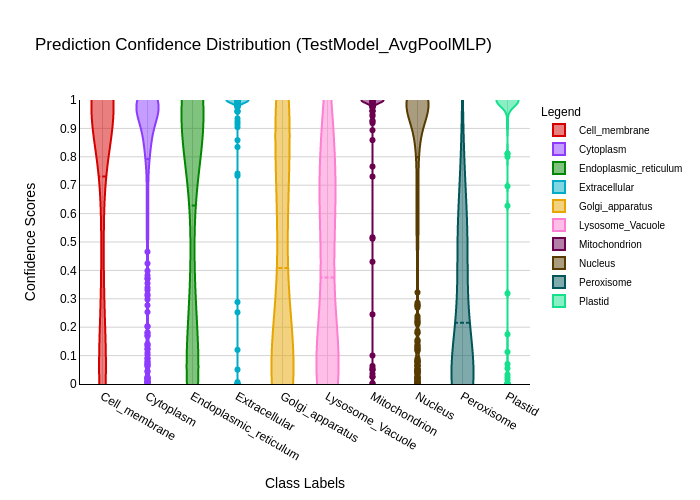 Prediction Confidence Distribution (TestModel_AvgPoolMLP)
Legend
Cell_membrane
Cytoplasm
Endoplasmic_reticulum
Extracellular
Golgi_apparatus
Lysosome_Vacuole
Mitochondrion
Nucleus
Peroxisome
Plastid
Confidence Scores
1
0.9
0.8
0.7
0.6
0.5
0.4
0.3
0.2
0.1
0
Cell_membrane
Cytoplasm
Endoplasmic_reticulum
Extracellular
Golgi_apparatus
Lysosome_Vacuole
Mitochondrion
Nucleus
Peroxisome
Plastid
Class Labels